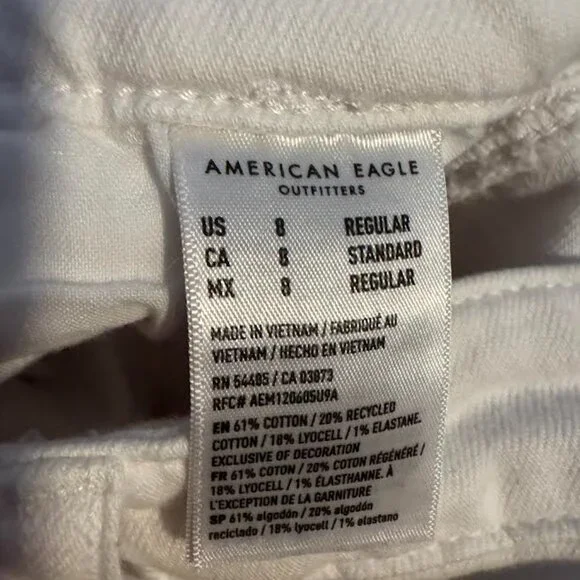 AMERICAN EAGLE
OUTFITTERS
US 8 REGULAR
CA 8 STANDARD
MX 8 REGULAR
MADE IN VIETNAM / FABRIQUÉ AU
VIETNAM / HECHO EN VIETNAM
RN 54485 / CA 03873
RFC# AEM120605U9A
EN 61% COTTON / 20% RECYCLED
COTTON / 18% LYOCELL / 1% ELASTANE.
EXCLUSIVE OF DECORATION
FR 61% COTON / 20% COTON RÉGÉNÉRÉ /
18% LYOCELL / 1% ÉLASTHANNE. À
L'EXCEPTION DE LA GARNITURE
SP 61% algodón / 20% algodón
reciclado / 18% lyocell / 1% elastano